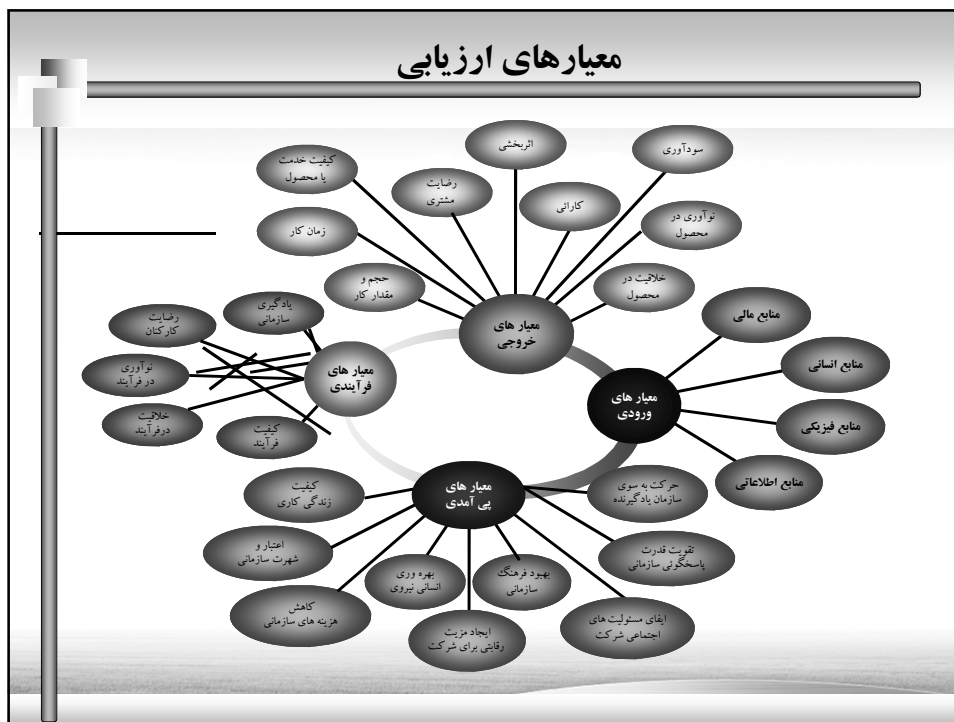 معیارهای ارزیابی
اثربخشی
سودآوری
کیفیت خدمت
یا محصول
رضایت
مشتری
کارائی
نوآوری در
محصول
زمان کار
حجم و
مقدار کار
خلاقیت در
محصول
معیار های
خروجی
منابع مالی
منابع انسانی
منابع فیزیکی
منابع اطلاعاتی
معیار های
ورودی
یادگیری
سازمانی
رضایت
کارکنان
نوآوری
در فرآیند
خلاقیت
درفرآیند
کیفیت
فرآیند
معیار های
فرآیندی
معیار های
پی آمدی
کیفیت
زندگی کاری
حرکت به سوی
سازمان یادگیرنده
اعتبار و
شهرت سازمانی
تقویت قدرت
پاسخگوئی سازمانی
بهره وری
انسانی نیروی
بهبود فرهنگ
سازمانی
کاهش
هزینه های سازمانی
ایجاد مزیت
رقابتی برای شرکت
ایفای مسئولیت های
اجتماعی شرکت